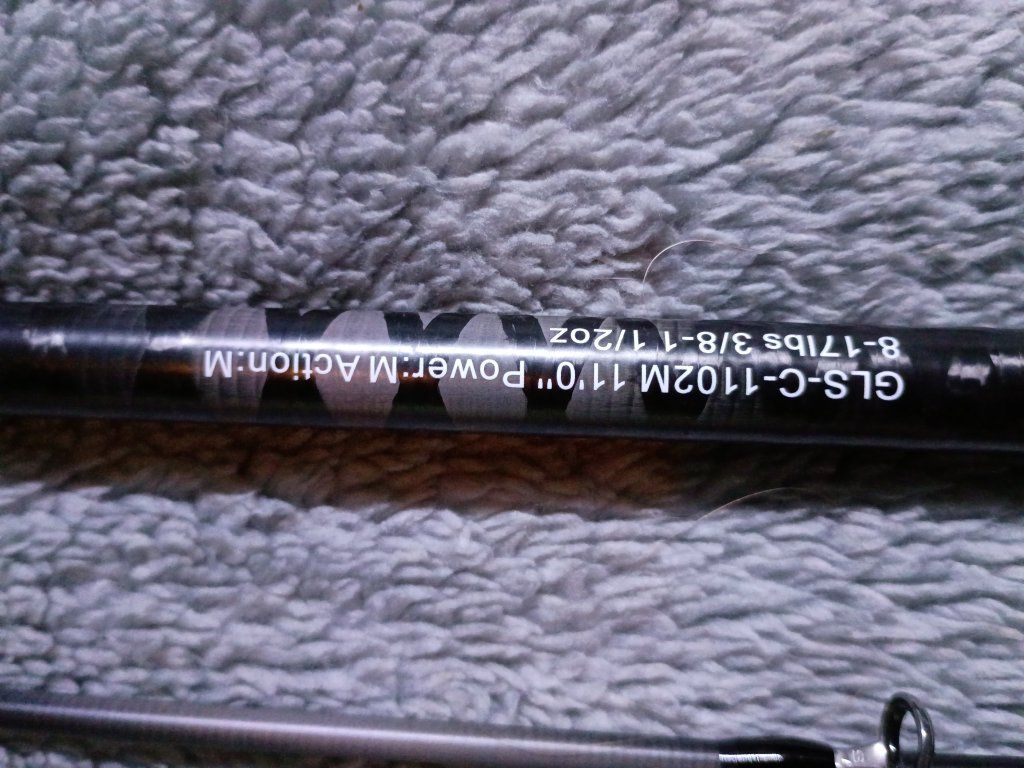 GLS-C-1102M 11'0" Power:M Action:M
8-17lbs 3/8-1 1/2oz